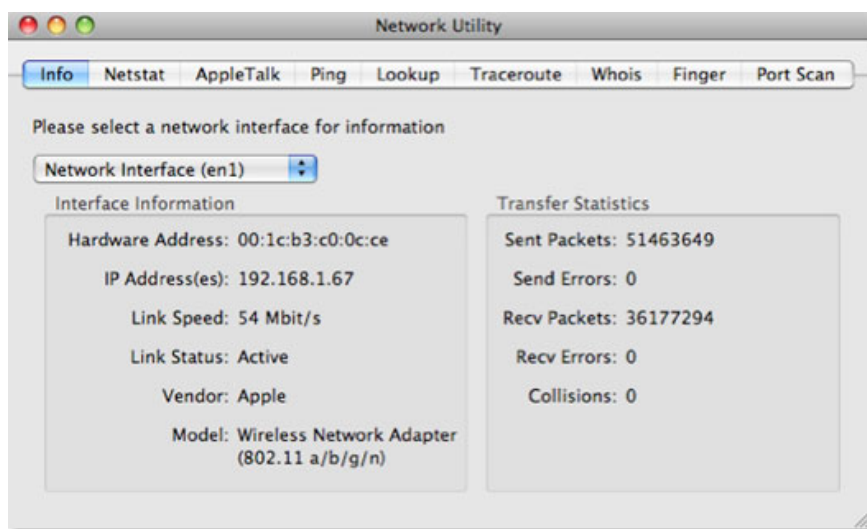 Network Utility
Info Netstat AppleTalk Ping Lookup Traceroute Whois Finger Port Scan
Please select a network interface for information
Network Interface (en1)
Interface Information
Hardware Address: 00:1c:b3:c0:0c:ce
IP Address(es): 192.168.1.67
Link Speed: 54 Mbit/s
Link Status: Active
Vendor: Apple
Model: Wireless Network Adapter
(802.11 a/b/g/n)
Transfer Statistics
Sent Packets: 51463649
Send Errors: 0
Recv Packets: 36177294
Recv Errors: 0
Collisions: 0